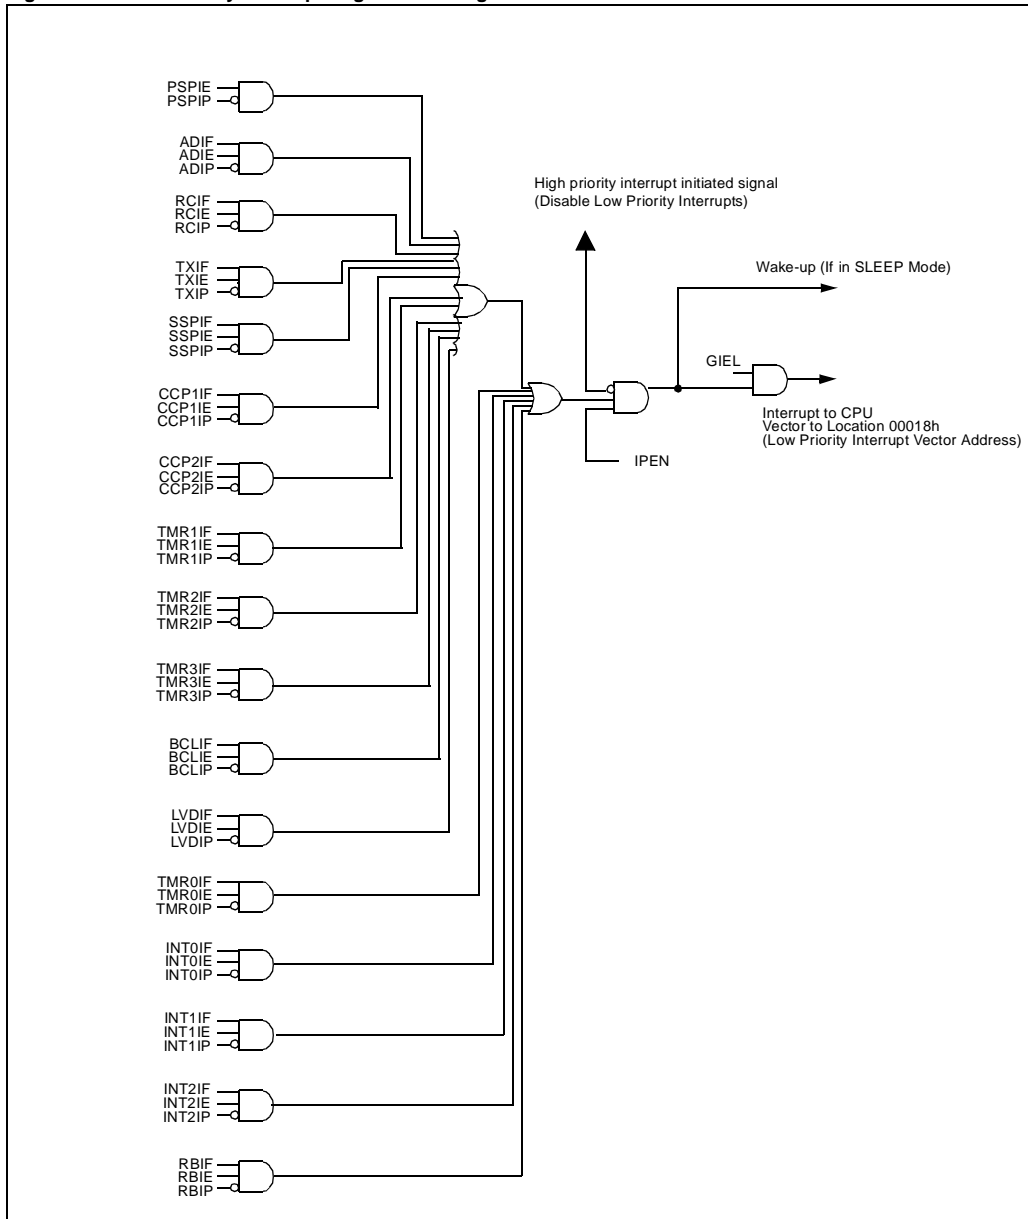 PSPIE
PSPIP
ADIF
ADIE
ADIP
RCIF
RCIE
RCIP
TXIF
TXIE
TXIP
SSPIF
SSPIE
SSPIP
CCP1IF
CCP1IE
CCP1IP
CCP2IF
CCP2IE
CCP2IP
TMR1IF
TMR1IE
TMR1IP
TMR2IF
TMR2IE
TMR2IP
TMR3IF
TMR3IE
TMR3IP
BCLIF
BCLIE
BCLIP
LVDIF
LVDIE
LVDIP
TMR0IF
TMR0IE
TMR0IP
INT0IF
INT0IE
INT0IP
INT1IF
INT1IE
INT1IP
INT2IF
INT2IE
INT2IP
RBIF
RBIE
RBIP
High priority interrupt initiated signal
(Disable Low Priority Interrupts)
IPEN
Wake-up (If in SLEEP Mode)
GIEL
Interrupt to CPU
Vector to Location 00018h
(Low Priority Interrupt Vector Address)